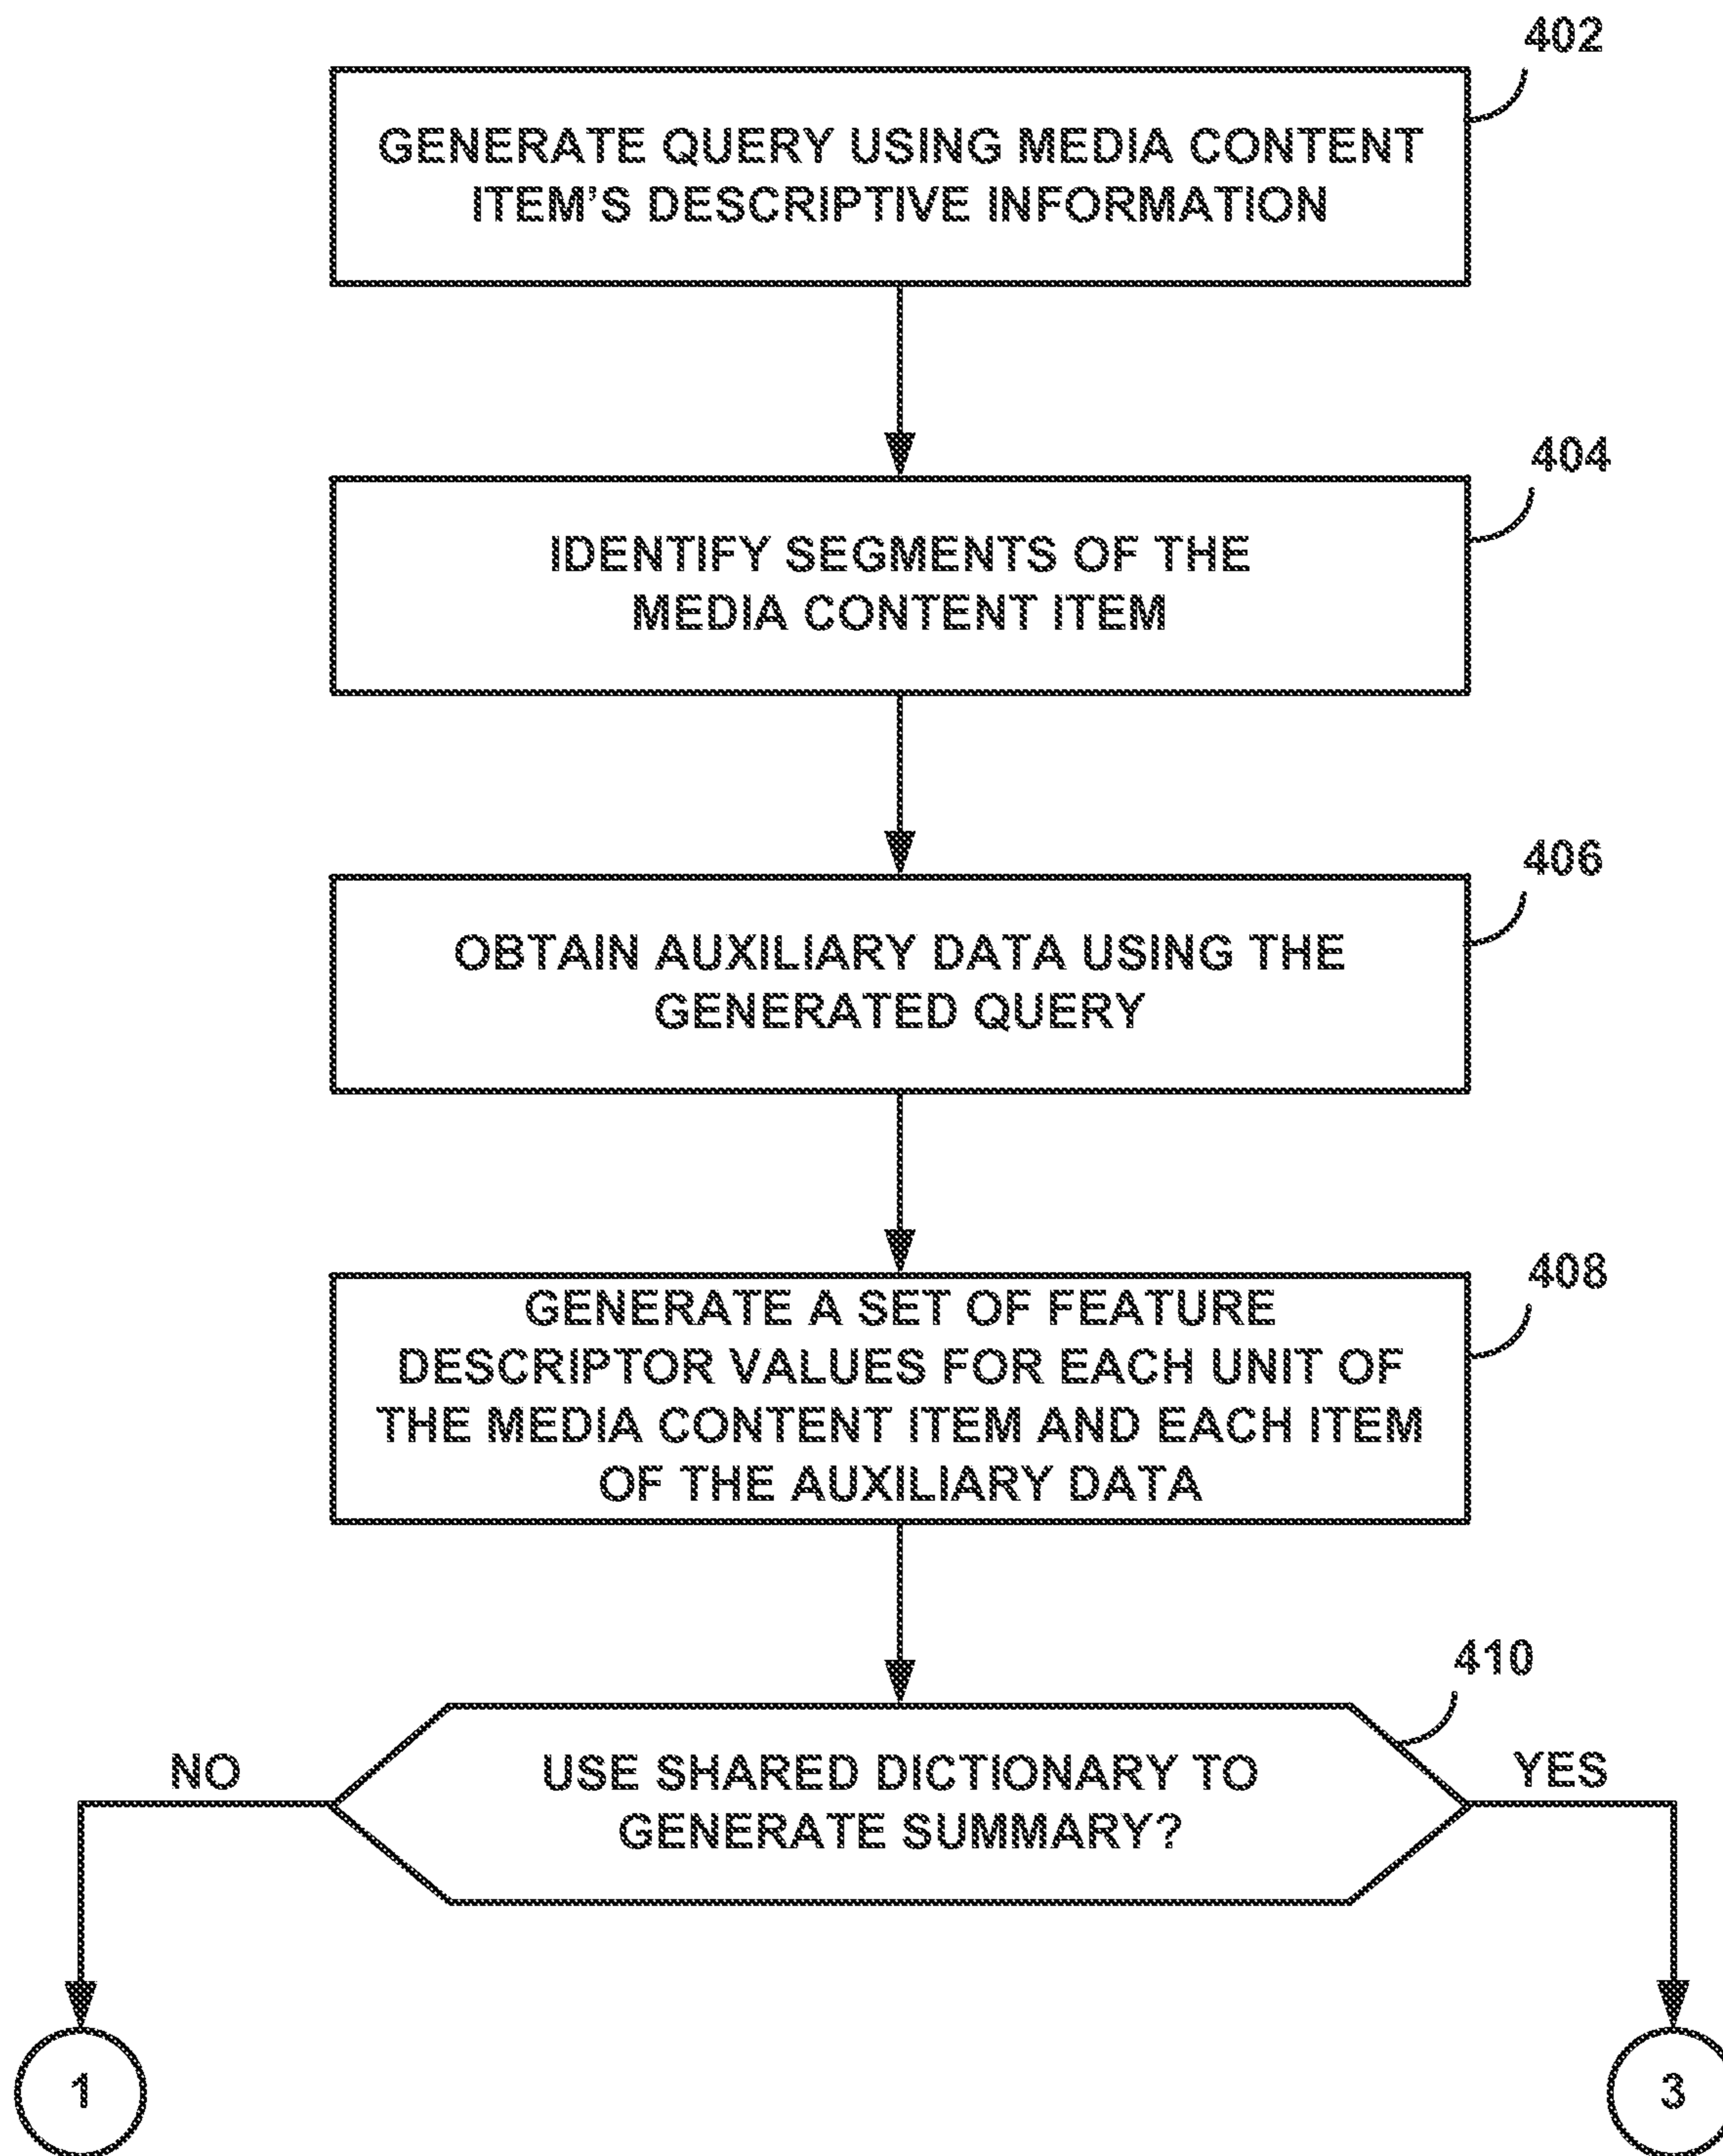 402
GENERATE QUERY USING MEDIA CONTENT
ITEM'S DESCRIPTIVE INFORMATION
404
IDENTIFY SEGMENTS OF THE
MEDIA CONTENT ITEM
406
OBTAIN AUXILIARY DATA USING THE
GENERATED QUERY
408
GENERATE A SET OF FEATURE
DESCRIPTOR VALUES FOR EACH UNIT OF
THE MEDIA CONTENT ITEM AND EACH ITEM
OF THE AUXILIARY DATA
410
NO
USE SHARED DICTIONARY TO
GENERATE SUMMARY?
YES
1
3